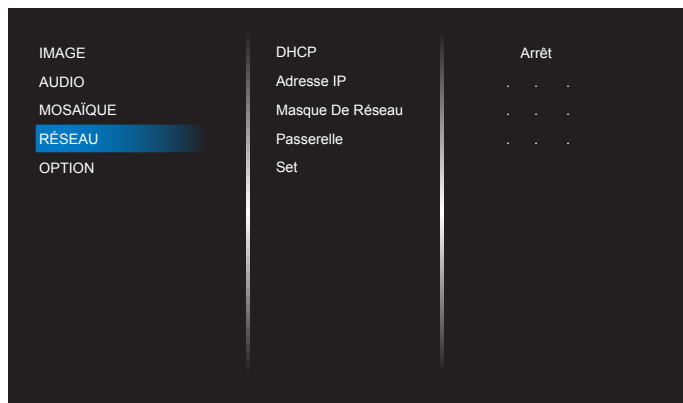 IMAGE
AUDIO
MOSAÏQUE
RÉSEAU
OPTION
DHCP Arrêt
Adresse IP . . .
Masque De Réseau . . .
Passerelle . . .
Set